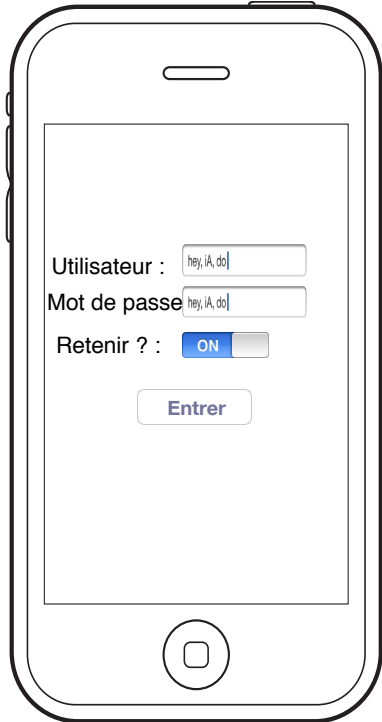 Utilisateur : hey, iA, do
Mot de passe hey, iA, do
Retenir ? : ON
Entrer